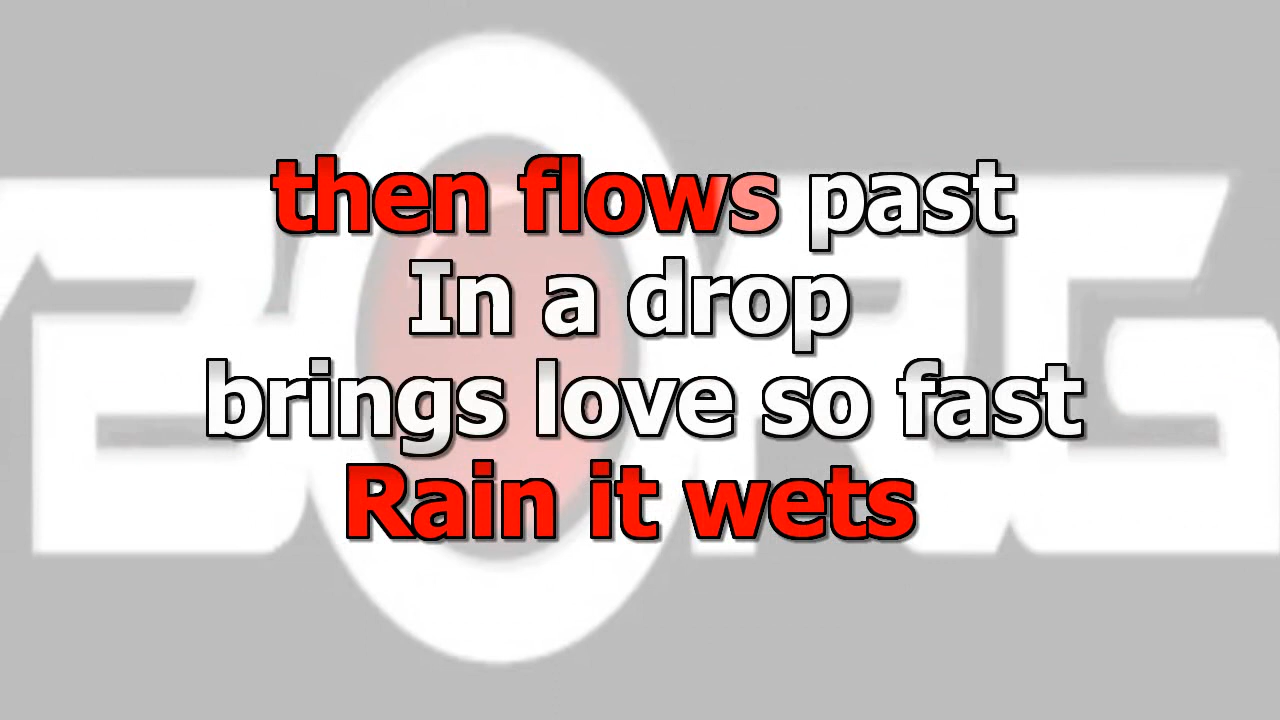 then flows past
In a drop
brings love so fast
Rain it wets